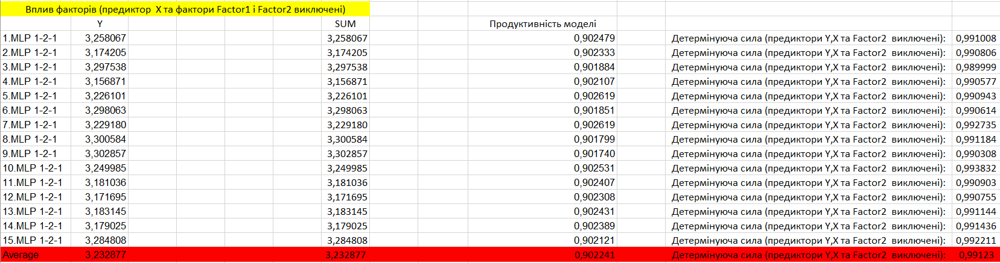 Вплив факторів (предиктор  X та фактори Factor1 і Factor2 виключені)
Y SUM Продуктивність моделі
1.MLP 1-2-1 3,258067 3,258067 0,902479 Детермінуюча сила (предиктори Y,X та Factor2  виключені): 0,991008
2.MLP 1-2-1 3,174205 3,174205 0,902333 Детермінуюча сила (предиктори Y,X та Factor2  виключені): 0,990806
3.MLP 1-2-1 3,297538 3,297538 0,901884 Детермінуюча сила (предиктори Y,X та Factor2  виключені): 0,989999
4.MLP 1-2-1 3,156871 3,156871 0,902107 Детермінуюча сила (предиктори Y,X та Factor2  виключені): 0,990577
5.MLP 1-2-1 3,226101 3,226101 0,902619 Детермінуюча сила (предиктори Y,X та Factor2  виключені): 0,990943
6.MLP 1-2-1 3,298063 3,298063 0,901851 Детермінуюча сила (предиктори Y,X та Factor2  виключені): 0,990614
7.MLP 1-2-1 3,229180 3,229180 0,902619 Детермінуюча сила (предиктори Y,X та Factor2  виключені): 0,992735
8.MLP 1-2-1 3,300584 3,300584 0,901799 Детермінуюча сила (предиктори Y,X та Factor2  виключені): 0,991184
9.MLP 1-2-1 3,302857 3,302857 0,901740 Детермінуюча сила (предиктори Y,X та Factor2  виключені): 0,990308
10.MLP 1-2-1 3,249985 3,249985 0,902531 Детермінуюча сила (предиктори Y,X та Factor2  виключені): 0,993832
11.MLP 1-2-1 3,181036 3,181036 0,902407 Детермінуюча сила (предиктори Y,X та Factor2  виключені): 0,990903
12.MLP 1-2-1 3,171695 3,171695 0,902308 Детермінуюча сила (предиктори Y,X та Factor2  виключені): 0,990755
13.MLP 1-2-1 3,183145 3,183145 0,902431 Детермінуюча сила (предиктори Y,X та Factor2  виключені): 0,991144
14.MLP 1-2-1 3,179025 3,179025 0,902389 Детермінуюча сила (предиктори Y,X та Factor2  виключені): 0,991436
15.MLP 1-2-1 3,284808 3,284808 0,902121 Детермінуюча сила (предиктори Y,X та Factor2  виключені): 0,992211
Average 3,232877 3,232877 0,902241 Детермінуюча сила (предиктори Y,X та Factor2  виключені): 0,99123